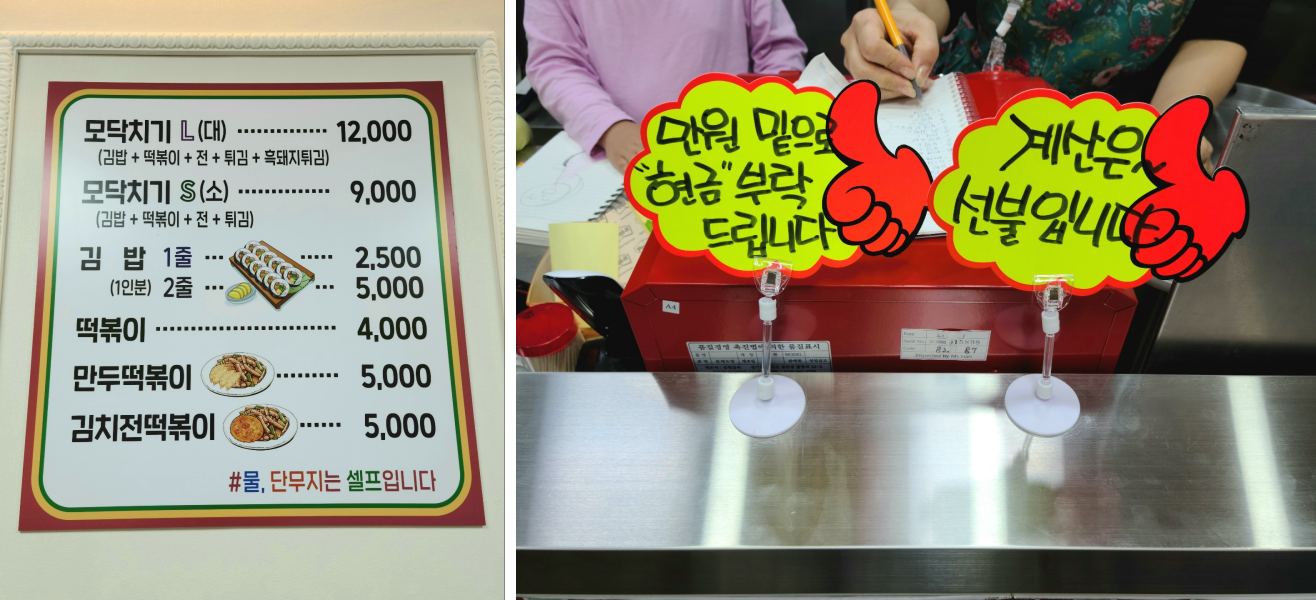 모닥치기 L (대) ··············· 12,000
(김밥 + 떡볶이 + 전 + 튀김 + 흑돼지튀김)
모닥치기 S (소) ··············· 9,000
(김밥 + 떡볶이 + 전 + 튀김)
김 밥 1줄 ··· ··· 2,500
(1인분) 2줄 ··· ··· 5,000
떡볶이 ······························ 4,000
만두떡볶이 ·········· 5,000
김치전떡볶이 ······ 5,000
#물, 단무지는 셀프입니다
만원 밑으로
"현금" 부탁
드립니다
계산은
선불입니다
A4